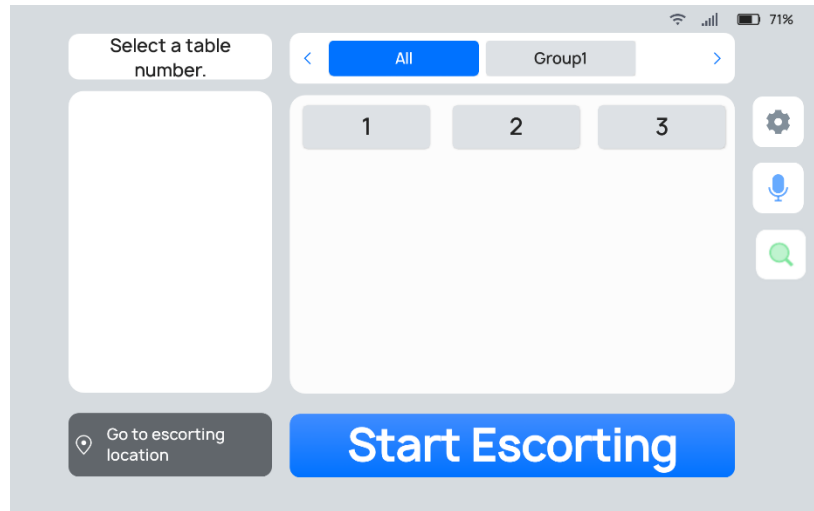 71%
Select a table
number.
All
Group1
1
2
3
Go to escorting
location
Start Escorting